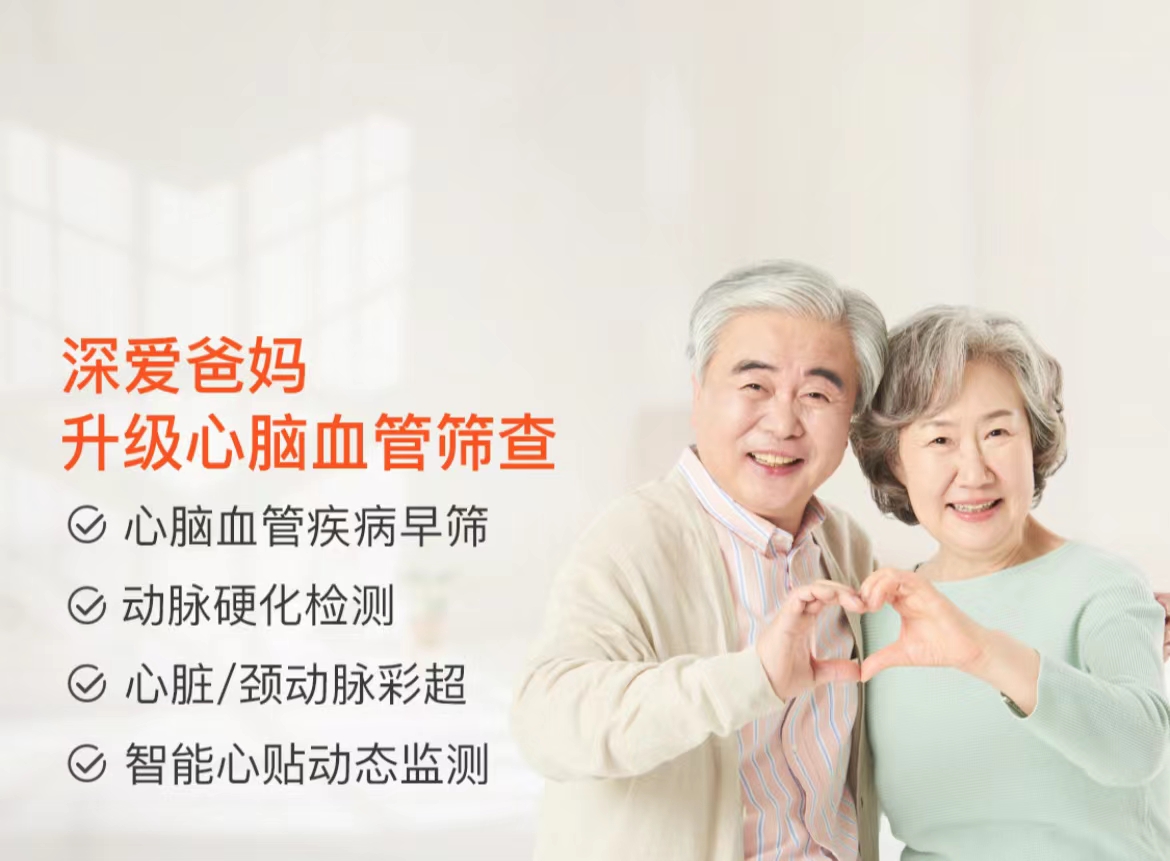 深爱爸妈
升级心脑血管筛查
心脑血管疾病早筛
动脉硬化检测
心脏/颈动脉彩超
智能心贴动态监测